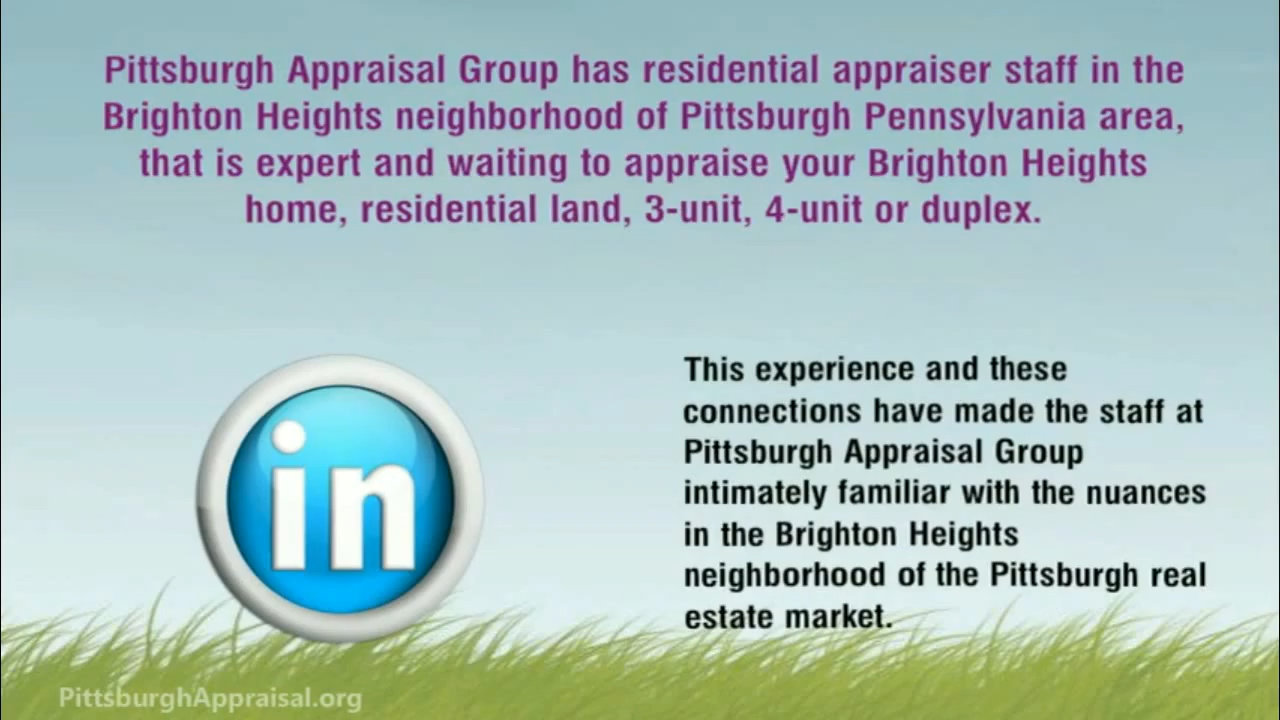 Pittsburgh Appraisal Group has residential appraiser staff in the
Brighton Heights neighborhood of Pittsburgh Pennsylvania area,
that is expert and waiting to appraise your Brighton Heights
home, residential land, 3-unit, 4-unit or duplex.
in
This experience and these
connections have made the staff at
Pittsburgh Appraisal Group
intimately familiar with the nuances
in the Brighton Heights
neighborhood of the Pittsburgh real
estate market.
PittsburghAppraisal.org